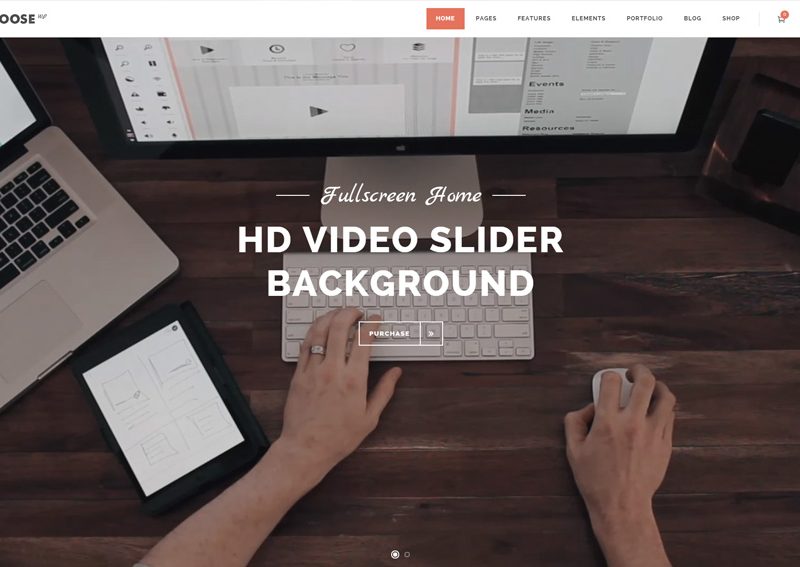 OOSE WP
HOME PAGES FEATURES ELEMENTS PORTFOLIO BLOG SHOP
0
Events
Media
Resources
Fullscreen Home
HD VIDEO SLIDER
BACKGROUND
PURCHASE »